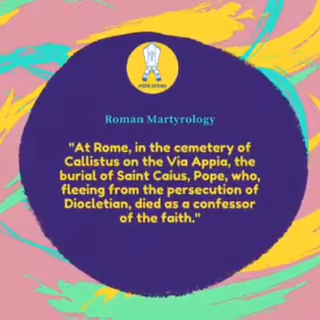 Roman Martyrology
"At Rome, in the cemetery of
Callistus on the Via Appia, the
burial of Saint Caius, Pope, who,
fleeing from the persecution of
Diocletian, died as a confessor
of the faith."